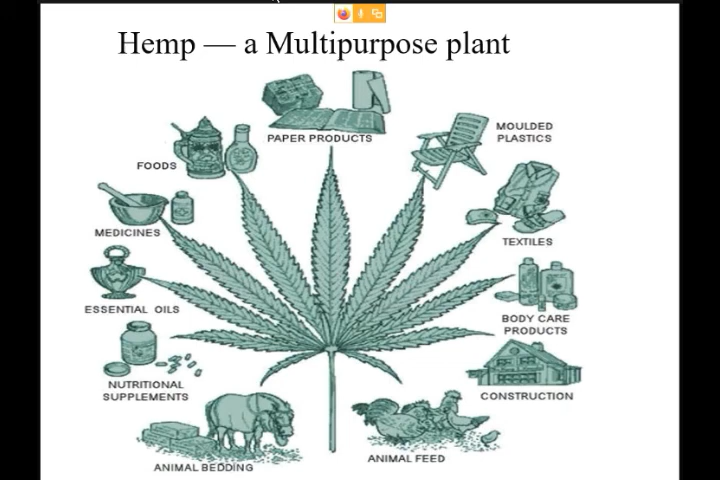 Hemp — a Multipurpose plant
PAPER PRODUCTS
MOULDED
PLASTICS
FOODS
MEDICINES
TEXTILES
ESSENTIAL OILS
BODY CARE
PRODUCTS
NUTRITIONAL
SUPPLEMENTS
CONSTRUCTION
ANIMAL BEDDING
ANIMAL FEED